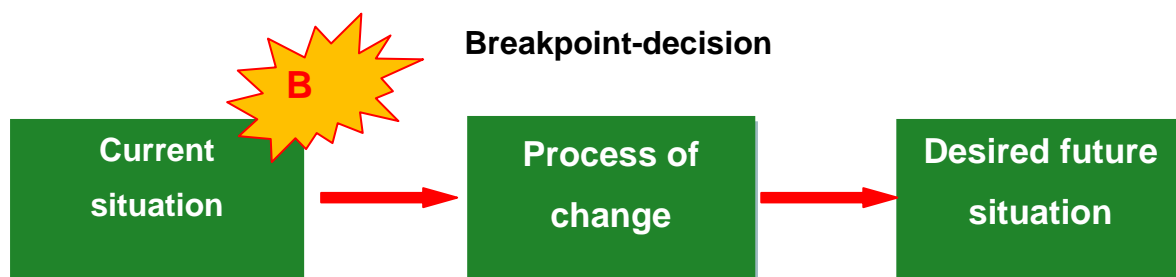 Breakpoint-decision
B
Current
situation
Process of
change
Desired future
situation